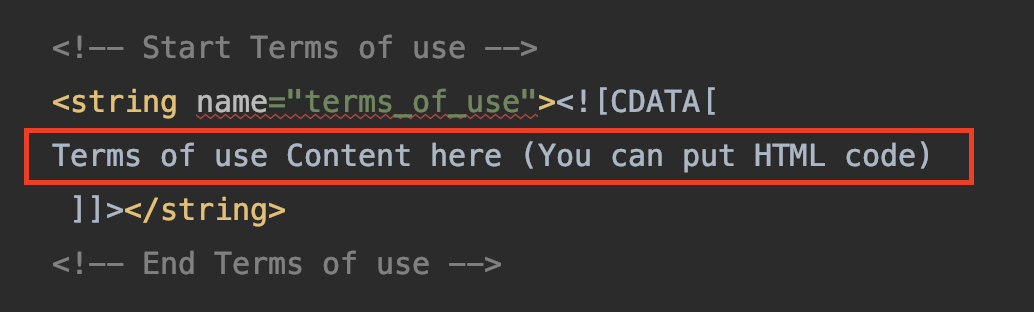 <!-- Start Terms of use -->
<string name="terms_of_use"><![CDATA[
Terms of use Content here (You can put HTML code)
]]></string>
<!-- End Terms of use -->